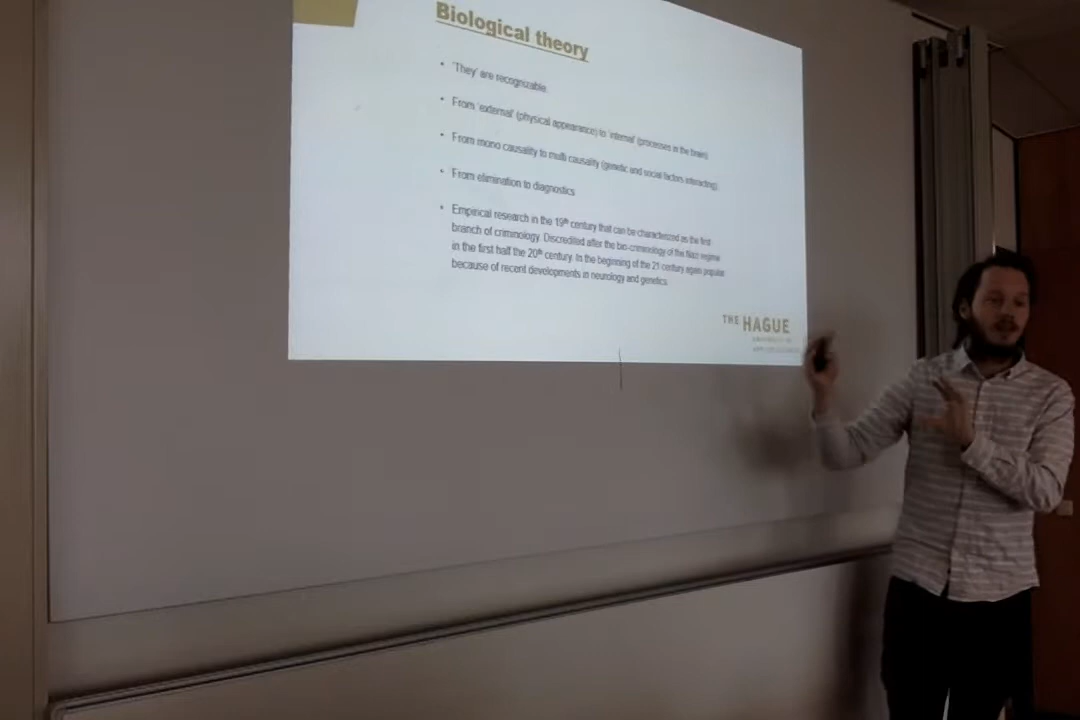 Biological theory
• 'They' are recognizable.
• From 'external' (physical appearance) to 'internal' (processes in the brain)
• From mono causality to multi causality (genetic and social factors interacting)
• From elimination to diagnostics
• Empirical research in the 19th century that can be characterized as the first
branch of criminology. Discredited after the bio-criminology of the Nazi regime
in the first half the 20th century. In the beginning of the 21 century again popular
because of recent developments in neurology and genetics.
THE HAGUE
UNIVERSITY OF
APPLIED SCIENCES